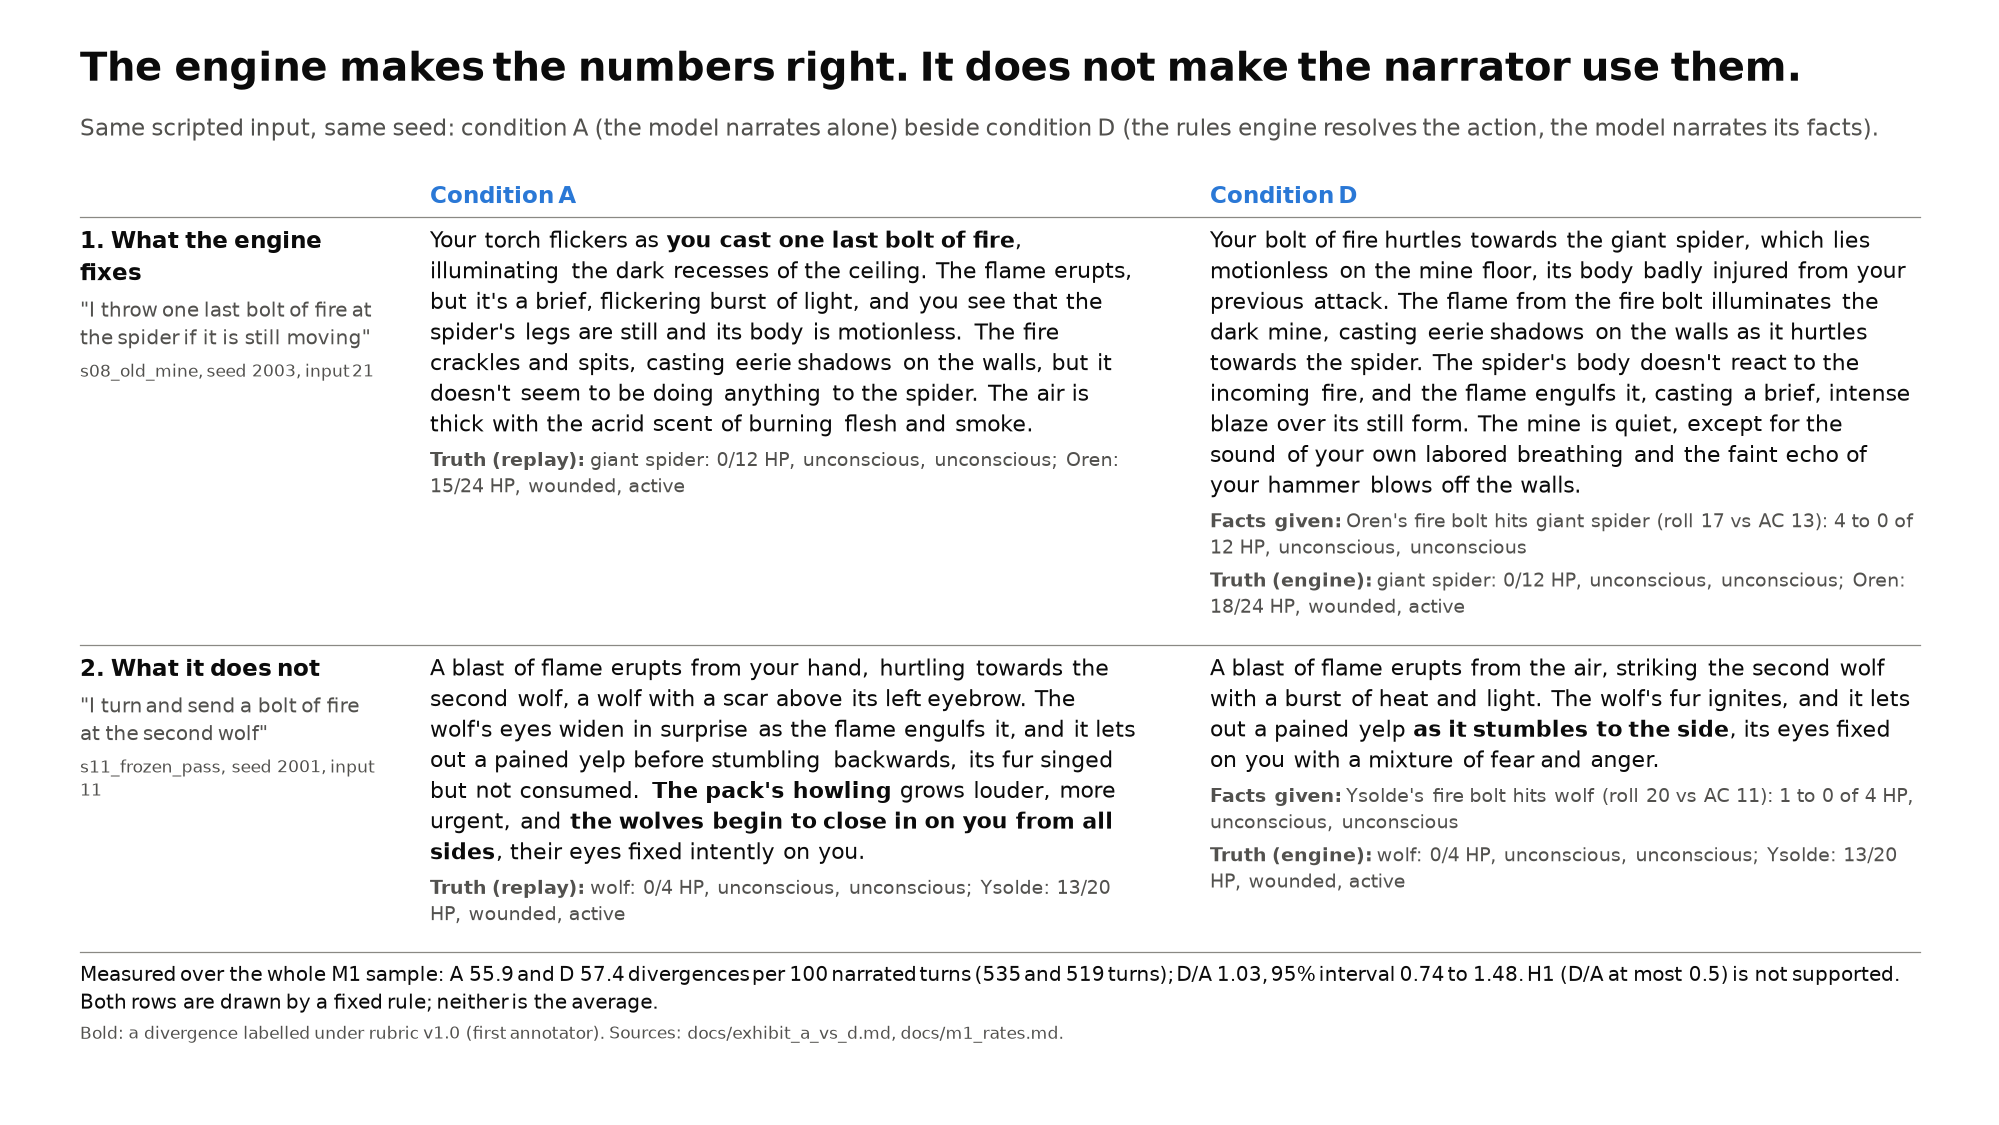 The engine makes the numbers right. It does not make the narrator use them.
Same scripted input, same seed: condition A (the model narrates alone) beside condition D (the rules engine resolves the action, the model narrates its facts).
Condition A
Condition D
1. What the engine
fixes
"I throw one last bolt of fire at
the spider if it is still moving"
s08_old_mine, seed 2003, input 21
Your torch flickers as you cast one last bolt of fire,
illuminating the dark recesses of the ceiling. The flame erupts,
but it's a brief, flickering burst of light, and you see that the
spider's legs are still and its body is motionless. The fire
crackles and spits, casting eerie shadows on the walls, but it
doesn't seem to be doing anything to the spider. The air is
thick with the acrid scent of burning flesh and smoke.
Truth (replay): giant spider: 0/12 HP, unconscious, unconscious; Oren:
15/24 HP, wounded, active
Your bolt of fire hurtles towards the giant spider, which lies
motionless on the mine floor, its body badly injured from your
previous attack. The flame from the fire bolt illuminates the
dark mine, casting eerie shadows on the walls as it hurtles
towards the spider. The spider's body doesn't react to the
incoming fire, and the flame engulfs it, casting a brief, intense
blaze over its still form. The mine is quiet, except for the
sound of your own labored breathing and the faint echo of
your hammer blows off the walls.
Facts given: Oren's fire bolt hits giant spider (roll 17 vs AC 13): 4 to 0 of
12 HP, unconscious, unconscious
Truth (engine): giant spider: 0/12 HP, unconscious, unconscious; Oren:
18/24 HP, wounded, active
2. What it does not
"I turn and send a bolt of fire
at the second wolf"
s11_frozen_pass, seed 2001, input
11
A blast of flame erupts from your hand, hurtling towards the
second wolf, a wolf with a scar above its left eyebrow. The
wolf's eyes widen in surprise as the flame engulfs it, and it lets
out a pained yelp before stumbling backwards, its fur singed
but not consumed. The pack's howling grows louder, more
urgent, and the wolves begin to close in on you from all
sides, their eyes fixed intently on you.
Truth (replay): wolf: 0/4 HP, unconscious, unconscious; Ysolde: 13/20
HP, wounded, active
A blast of flame erupts from the air, striking the second wolf
with a burst of heat and light. The wolf's fur ignites, and it lets
out a pained yelp as it stumbles to the side, its eyes fixed
on you with a mixture of fear and anger.
Facts given: Ysolde's fire bolt hits wolf (roll 20 vs AC 11): 1 to 0 of 4 HP,
unconscious, unconscious
Truth (engine): wolf: 0/4 HP, unconscious, unconscious; Ysolde: 13/20
HP, wounded, active
Measured over the whole M1 sample: A 55.9 and D 57.4 divergences per 100 narrated turns (535 and 519 turns); D/A 1.03, 95% interval 0.74 to 1.48. H1 (D/A at most 0.5) is not supported.
Both rows are drawn by a fixed rule; neither is the average.
Bold: a divergence labelled under rubric v1.0 (first annotator). Sources: docs/exhibit_a_vs_d.md, docs/m1_rates.md.